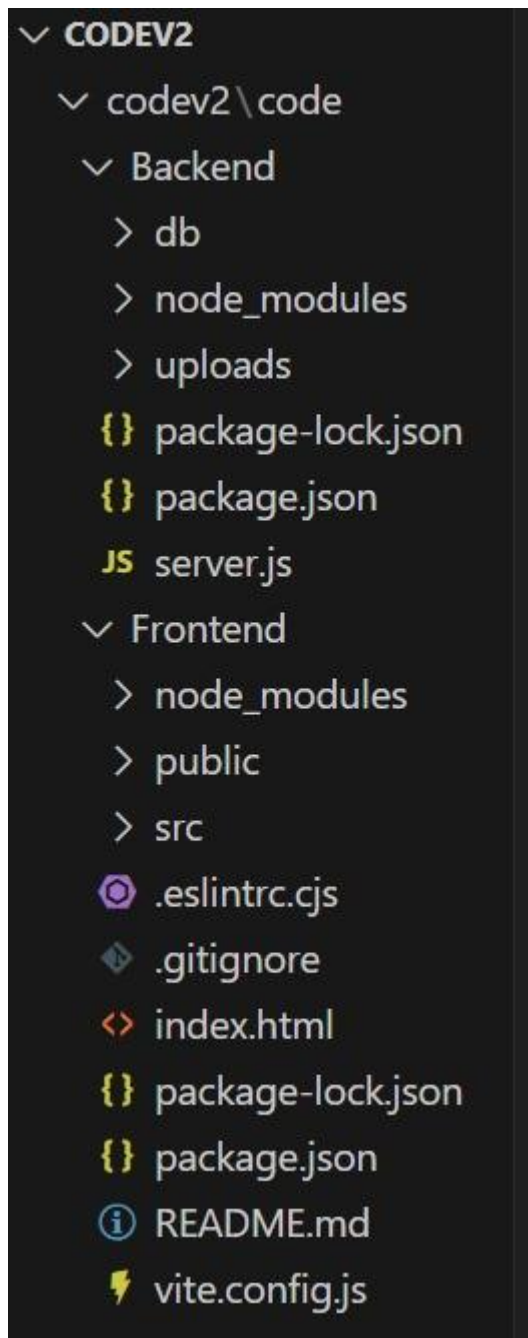 CODEV2
codev2\code
Backend
db
node_modules
uploads
{} package-lock.json
{} package.json
JS server.js
Frontend
node_modules
public
src
.eslintrc.cjs
.gitignore
<> index.html
{} package-lock.json
{} package.json
README.md
vite.config.js